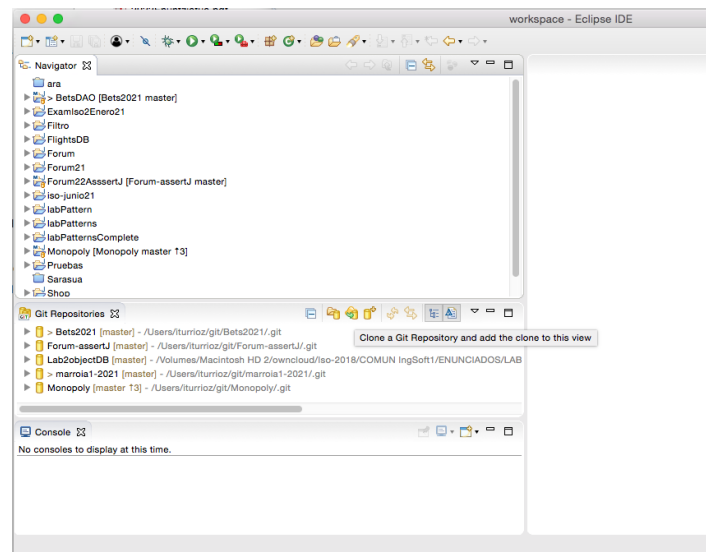 workspace - Eclipse IDE
Navigator
ara
> BetsDAO [Bets2021 master]
ExamIso2Enero21
Filtro
FlightsDB
Forum
Forum21
Forum22AsssertJ [Forum-assertJ master]
iso-junio21
labPattern
labPatterns
labPatternsComplete
Monopoly [Monopoly master ↑3]
Pruebas
Sarasua
Shop
Git Repositories
Clone a Git Repository and add the clone to this view
> Bets2021 [master] - /Users/iturrioz/git/Bets2021/.git
Forum-assertJ [master] - /Users/iturrioz/git/Forum-assertJ/.git
Lab2objectDB [master] - /Volumes/Macintosh HD 2/owncloud/Iso-2018/COMUN IngSoft1/ENUNCIADOS/LAB
> marroia1-2021 [master] - /Users/iturrioz/git/marroia1-2021/.git
Monopoly [master ↑3] - /Users/iturrioz/git/Monopoly/.git
Console
No consoles to display at this time.